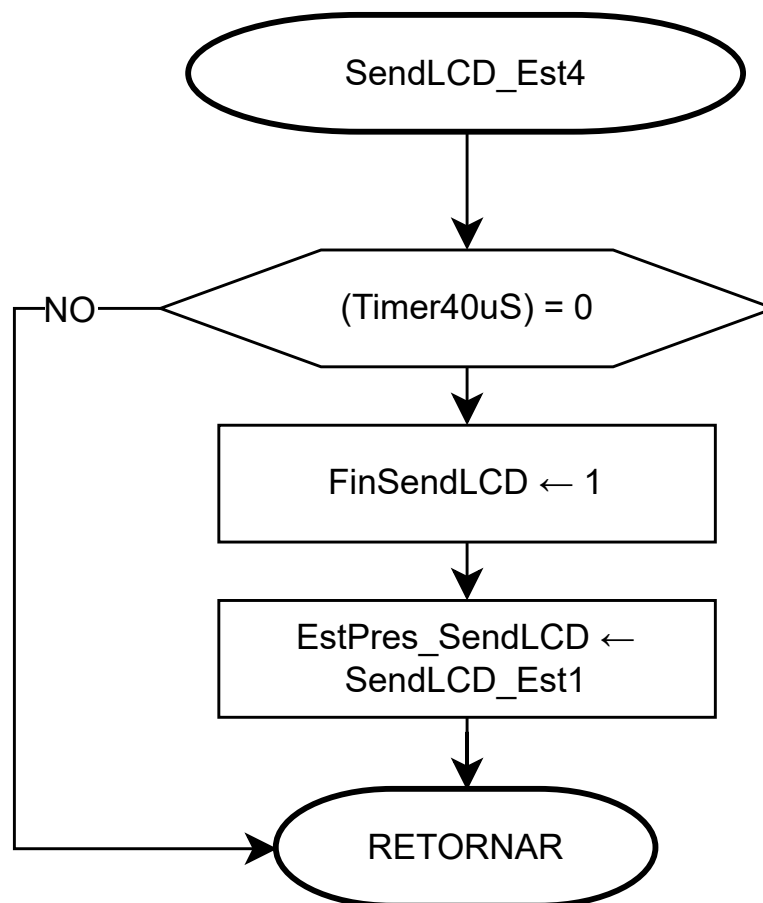 SendLCD_Est4
(Timer40uS) = 0
NO
FinSendLCD ← 1
EstPres_SendLCD ←
SendLCD_Est1
RETORNAR